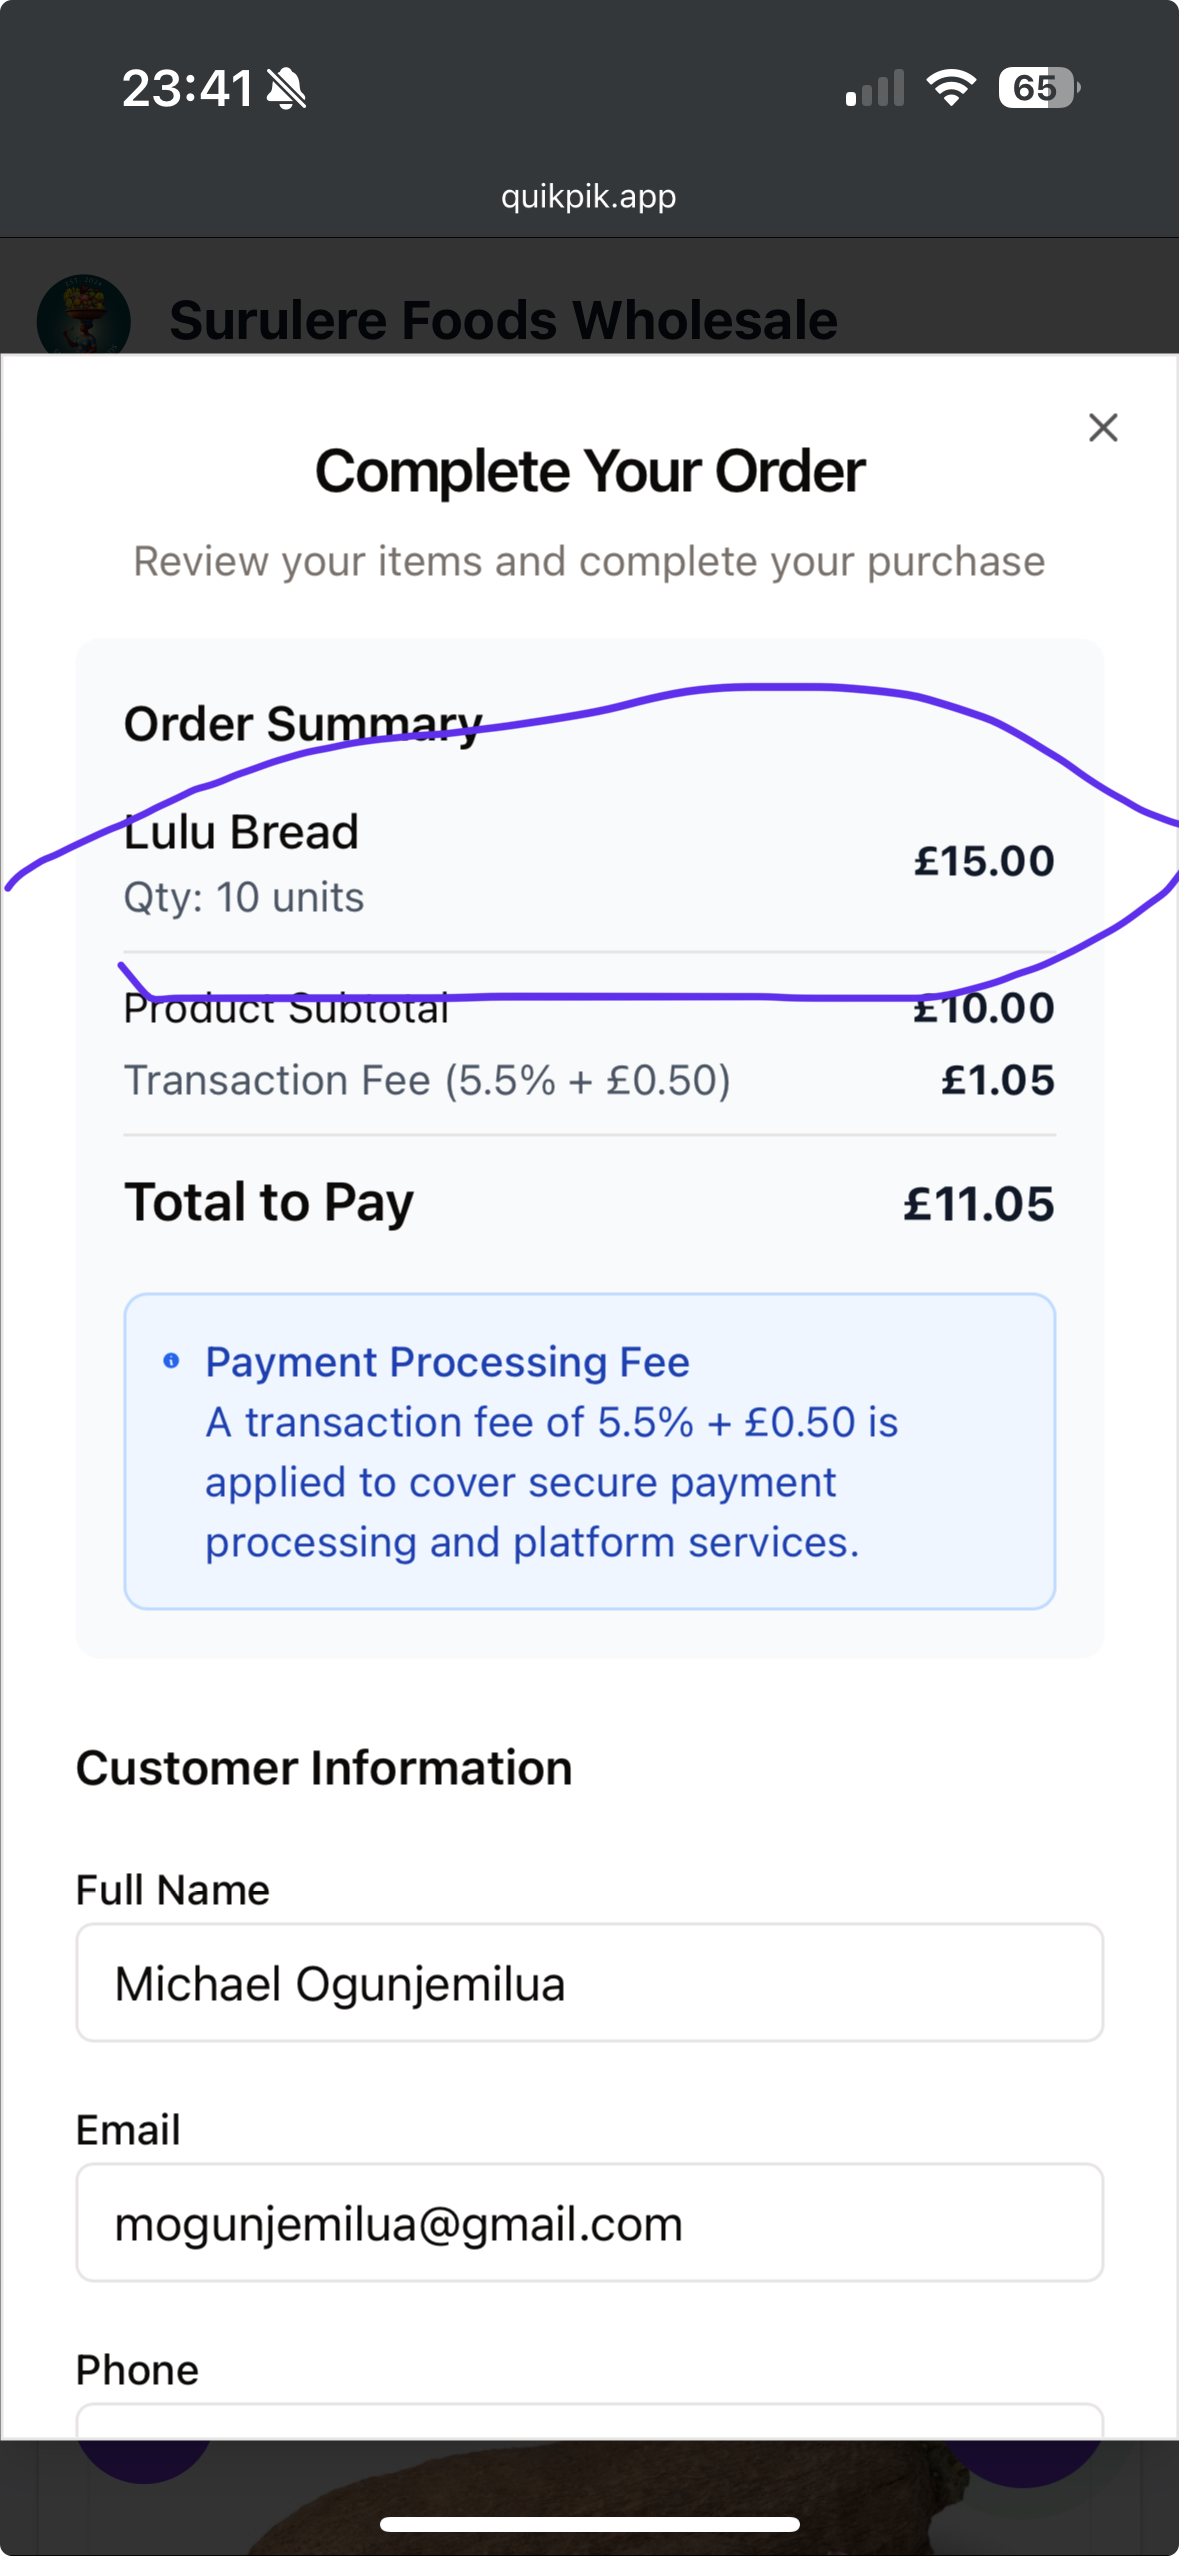 23:41
65
quikpik.app
Surulere Foods Wholesale
Complete Your Order
Review your items and complete your purchase
Order Summary
Lulu Bread
£15.00
Qty: 10 units
Product Subtotal £10.00
Transaction Fee (5.5% + £0.50) £1.05
Total to Pay £11.05
Payment Processing Fee
A transaction fee of 5.5% + £0.50 is
applied to cover secure payment
processing and platform services.
Customer Information
Full Name
Michael Ogunjemilua
Email
mogunjemilua@gmail.com
Phone